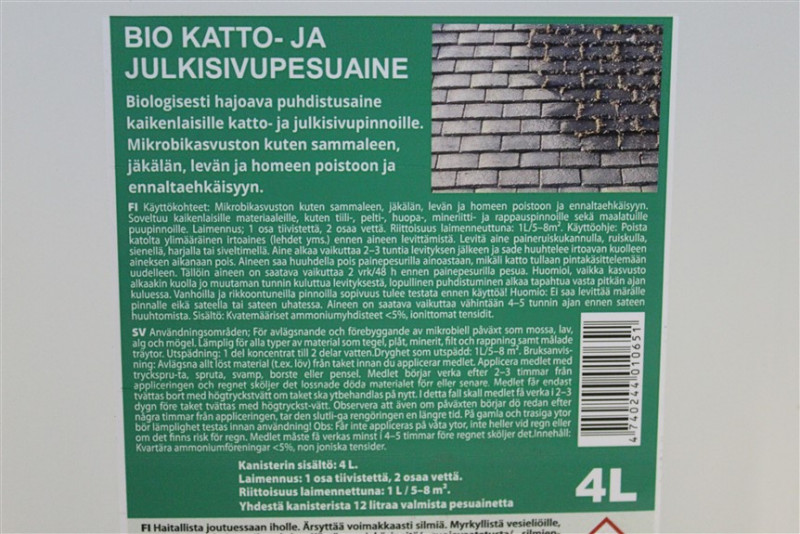 BIO KATTO- JA
JULKISIVUPESUAINE
Biologisesti hajoava puhdistusaine
kaikenlaisille katto- ja julkisivupinnoille.
Mikrobikasvuston kuten sammaleen,
jäkälän, levän ja homeen poistoon ja
ennaltaehkäisyyn.
FI Käyttökohteet: Mikrobikasvuston kuten sammaleen, jäkälän, levän ja homeen poistoon ja ennaltaehkäisyyn.
Soveltuu kaikenlaisille materiaaleille, kuten tiili-, pelti-, huopa-, mineriitti- ja rappauspinnoille sekä maalatuille
puupinnoille. Laimennus; 1 osa tiivistettä, 2 osaa vettä. Riittoisuus laimennettuna: 1L/5–8m². Käyttöohje: Poista
katolta ylimääräinen irtoaines (lehdet yms.) ennen aineen levittämistä. Levitä aine paineruiskukannulla, ruiskulla,
sienellä, harjalla tai siveltimellä. Aine alkaa vaikuttaa 2–3 tuntia levityksen jälkeen ja sade huuhtelee irtoavan kuolleen
aineksen aikanaan pois. Aineen saa huuhdella pois painepesurilla ainoastaan, mikäli katto tullaan pintakäsittelemään
uudelleen. Tällöin aineen on saatava vaikuttaa 2 vrk/48 h ennen painepesurilla pesua. Huomioi, vaikka kasvusto
alkaakin kuolla jo muutaman tunnin kuluttua levityksestä, lopullinen puhdistuminen alkaa tapahtua vasta pitkän ajan
kuluessa. Vanhoilla ja rikkoontuneilla pinnoilla sopivuus tulee testata ennen käyttöä! Huomio: Ei saa levittää märälle
pinnalle eikä sateella tai sateen uhatessa. Aineen on saatava vaikuttaa vähintään 4–5 tunnin ajan ennen sateen
huuhtomista. Sisältö: Kvatemääriset ammoniumyhdisteet <5%, ionittomat tensidit.
SV Användningsområden; För avlägsnande och förebyggande av mikrobiell påväxt som mossa, lav,
alg och mögel. Lämplig för alla typer av material som tegel, plåt, minerit, filt och rappning samt målade
träytor. Utspädning: 1 del koncentrat till 2 delar vatten.Dryghet som utspädd: 1L/5–8 m². Bruksanvis-
ning: Avlägsna allt löst material (t.ex. löv) från taket innan du applicerar medlet. Applicera medlet med
tryckspru-ta, spruta, svamp, borste eller pensel. Medlet börjar verka efter 2–3 timmar från
appliceringen och regnet sköljer det lossnade döda materialet förr eller senare. Medlet får endast
tvättas bort med högtryckstvätt om taket ska ytbehandlas på nytt. I detta fall skall medlet få verka i 2–3
dygn före taket tvättas med högtryckst-vätt. Observera att även om påväxten börjar dö redan efter
några timmar från appliceringen, tar den slutli-ga rengöringen en längre tid. På gamla och trasiga ytor
bör lämplighet testas innan användning! Obs: Får inte appliceras på våta ytor, inte heller vid regn eller
om det finns risk för regn. Medlet måste få verkas minst i 4–5 timmar före regnet sköljer det.Innehåll:
Kvartära ammoniumföreningar <5%, non joniska tensider.
4 740244 010651
Kanisterin sisältö: 4 L.
Laimennus: 1 osa tiivistettä, 2 osaa vettä.
Riittoisuus laimennettuna: 1 L / 5–8 m².
Yhdestä kanisterista 12 litraa valmista pesuainetta
4L
FI Haitallista joutuessaan iholle. Ärsyttää voimakkaasti silmiä. Myrkyllistä vesieliöille,